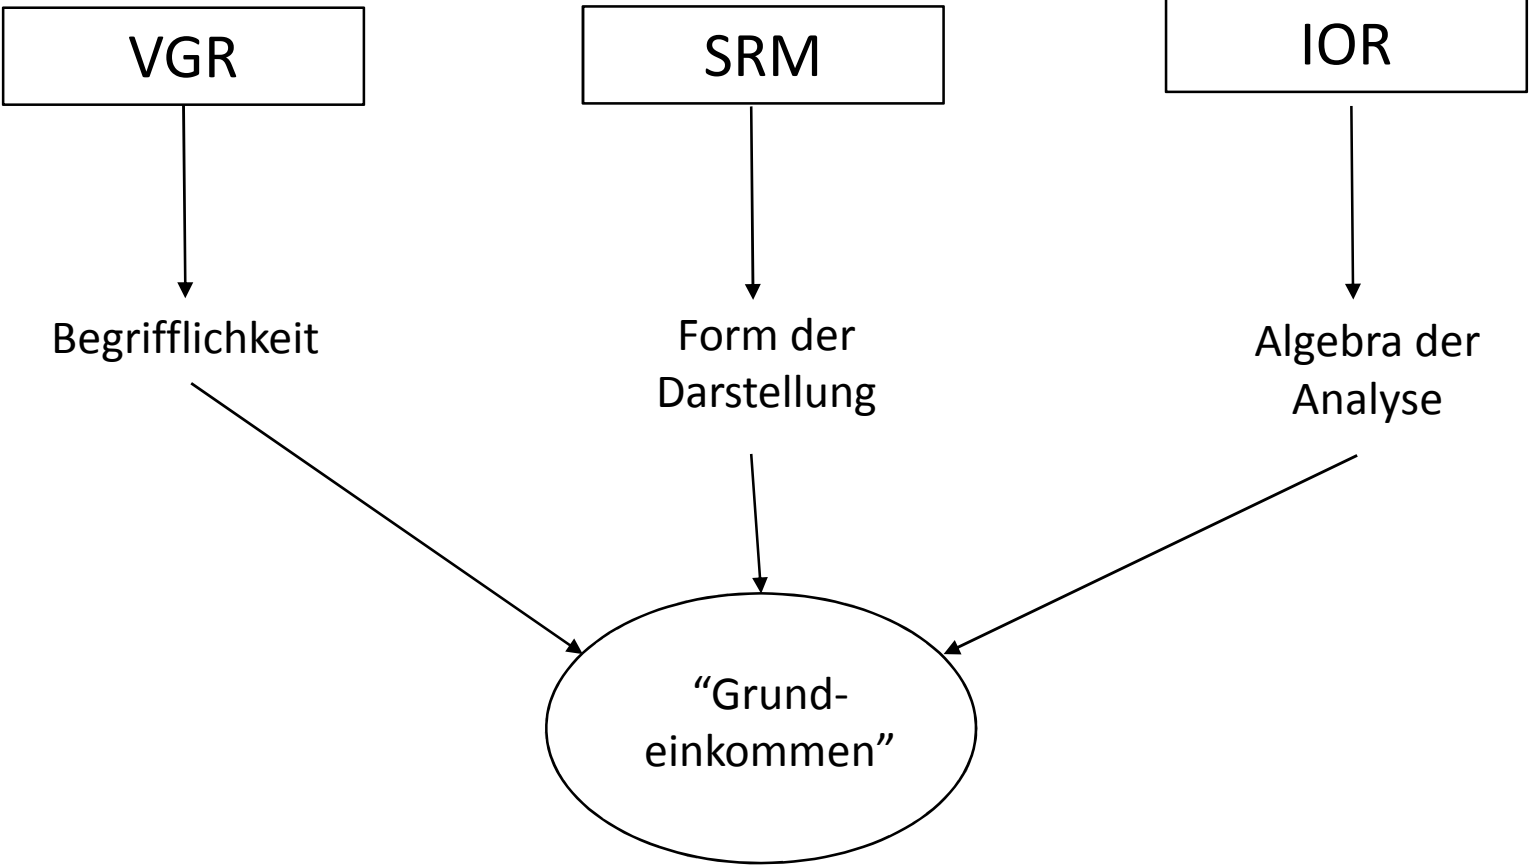 VGR
SRM
IOR
Begrifflichkeit
Form der
Darstellung
Algebra der
Analyse
“Grund-
einkommen”